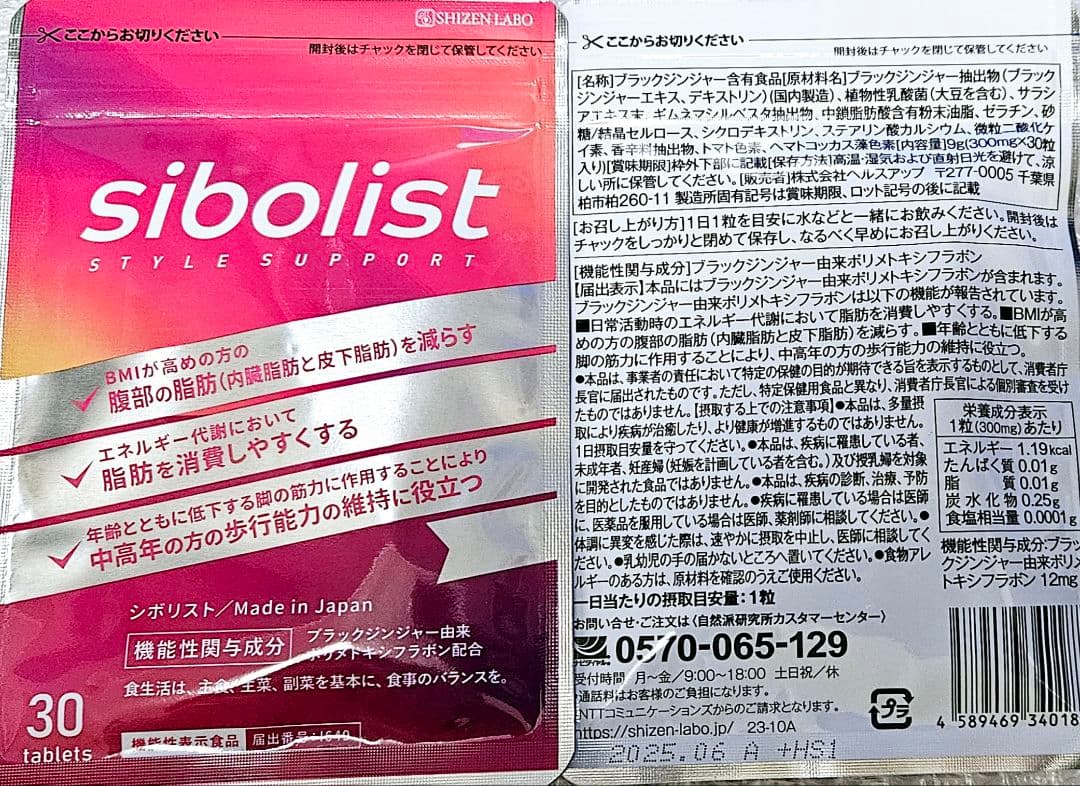 SHIZEN LABO
ここからお切りください
開封後はチャックを閉じて保管してください
sibolist
STYLE SUPPORT
BMIが高めの方の
腹部の脂肪(内臓脂肪と皮下脂肪)を減らす
エネルギー代謝において
脂肪を消費しやすくする
年齢とともに低下する脚の筋力に作用することにより
中高年の方の歩行能力の維持に役立つ
シボリスト/Made in Japan
機能性関与成分
ブラックジンジャー由来
ポリメトキシフラボン配合
食生活は、主食、主菜、副菜を基本に、食事のバランスを。
30
tablets
機能性表示食品 届出番号:I640
ここからお切りください
開封後はチャックを閉じて保管してください
[名称]ブラックジンジャー含有食品[原材料名]ブラックジンジャー抽出物(ブラック
ジンジャーエキス、デキストリン)(国内製造)、植物性乳酸菌(大豆を含む)、サラシ
アエキス末、ギムネマシルベスタ抽出物、中鎖脂肪酸含有粉末油脂、ゼラチン、砂
糖/結晶セルロース、シクロデキストリン、ステアリン酸カルシウム、微粒二酸化ケ
イ素、香辛料抽出物、トマト色素、ヘマトコッカス藻色素[内容量]9g(300mg×30粒
入り)[賞味期限]枠外下部に記載[保存方法]高温・湿気および直射日光を避けて、涼
しい所に保管してください。[販売者]株式会社ヘルスアップ 〒277-0005 千葉県
柏市柏260-11 製造所固有記号は賞味期限、ロット記号の後に記載
[お召し上がり方]1日1粒を目安に水などと一緒にお飲みください。開封後は
チャックをしっかりと閉めて保存し、なるべく早めにお召し上がりください。
[機能性関与成分]ブラックジンジャー由来ポリメトキシフラボン
【届出表示】本品にはブラックジンジャー由来ポリメトキシフラボンが含まれます。
ブラックジンジャー由来ポリメトキシフラボンは以下の機能が報告されています。
■日常活動時のエネルギー代謝において脂肪を消費しやすくする。■BMIが高
めの方の腹部の脂肪(内臓脂肪と皮下脂肪)を減らす。■年齢とともに低下する
脚の筋力に作用することにより、中高年の方の歩行能力の維持に役立つ。
●本品は、事業者の責任において特定の保健の目的が期待できる旨を表示するものとして、消費者庁
長官に届出されたものです。ただし、特定保健用食品と異なり、消費者庁長官による個別審査を受け
たものではありません。【摂取する上での注意事項】●本品は、多量摂
取により疾病が治癒したり、より健康が増進するものではありません。
1日摂取目安量を守ってください。●本品は、疾病に罹患している者、
未成年者、妊産婦(妊娠を計画している者を含む。)及び授乳婦を対象
に開発された食品ではありません。●本品は、疾病の診断、治療、予防
を目的としたものではありません。●疾病に罹患している場合は医師
に、医薬品を服用している場合は医師、薬剤師に相談してください。●
体調に異変を感じた際は、速やかに摂取を中止し、医師に相談してくだ
さい。●乳幼児の手の届かないところへ置いてください。●食物アレ
ルギーのある方は、原材料を確認のうえご使用ください。
栄養成分表示
1粒(300mg)あたり
エネルギー 1.19kcal
たんぱく質 0.01g
脂質 0.01g
炭水化物 0.25g
食塩相当量 0.0001g
機能性関与成分:ブラッ
クジンジャー由来ポリメ
トキシフラボン 12mg
一日当たりの摂取目安量:1粒
お問い合せ・ご注文は〈自然派研究所カスタマーセンター〉
0570-065-129
受付時間 月~金/9:00~18:00 土日祝/休
通話料はお客様のご負担になります。
NTTコミュニケーションズからのご請求となります。
https://shizen-labo.jp/ 23-10A
プラ
4 589469 34018
2025.06 A +HS1